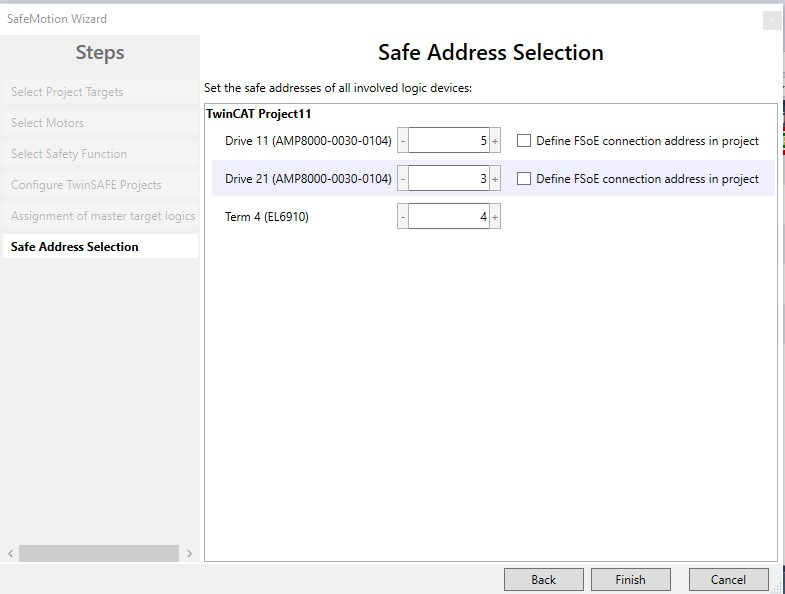 SafeMotion Wizard
Steps
Select Project Targets
Select Motors
Select Safety Function
Configure TwinSAFE Projects
Assignment of master target logics
Safe Address Selection
Safe Address Selection
Set the safe addresses of all involved logic devices:
TwinCAT Project11
Drive 11 (AMP8000-0030-0104) - 5 + Define FSoE connection address in project
Drive 21 (AMP8000-0030-0104) - 3 + Define FSoE connection address in project
Term 4 (EL6910) - 4 +
Back Finish Cancel